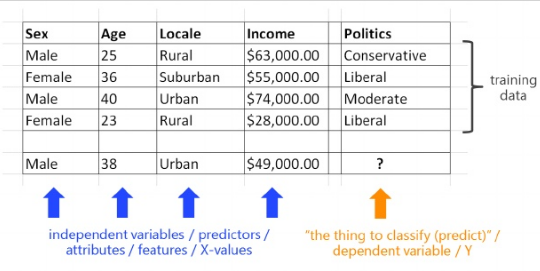 Sex Age Locale Income Politics
Male 25 Rural $63,000.00 Conservative
Female 36 Suburban $55,000.00 Liberal
Male 40 Urban $74,000.00 Moderate
Female 23 Rural $28,000.00 Liberal
training
data
Male 38 Urban $49,000.00 ?
independent variables / predictors /
attributes / features / X-values
"the thing to classify (predict)" /
dependent variable / Y